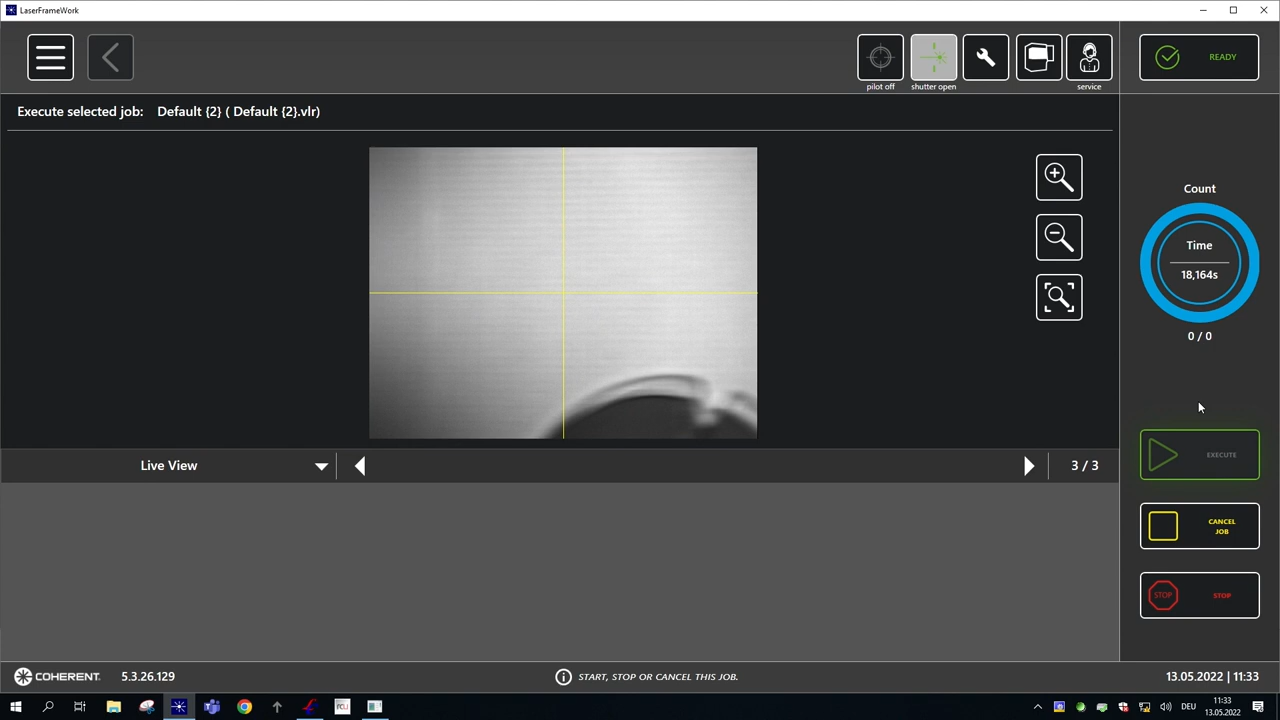 LaserFrameWork
pilot off
shutter open
service
READY
Execute selected job: Default {2} ( Default {2}.vlr)
Count
Time
18,164s
0 / 0
EXECUTE
Live View
3 / 3
CANCEL
JOB
STOP
STOP
COHERENT
5.3.26.129
START, STOP OR CANCEL THIS JOB.
13.05.2022 | 11:33
rcu
DEU
11:33
13.05.2022